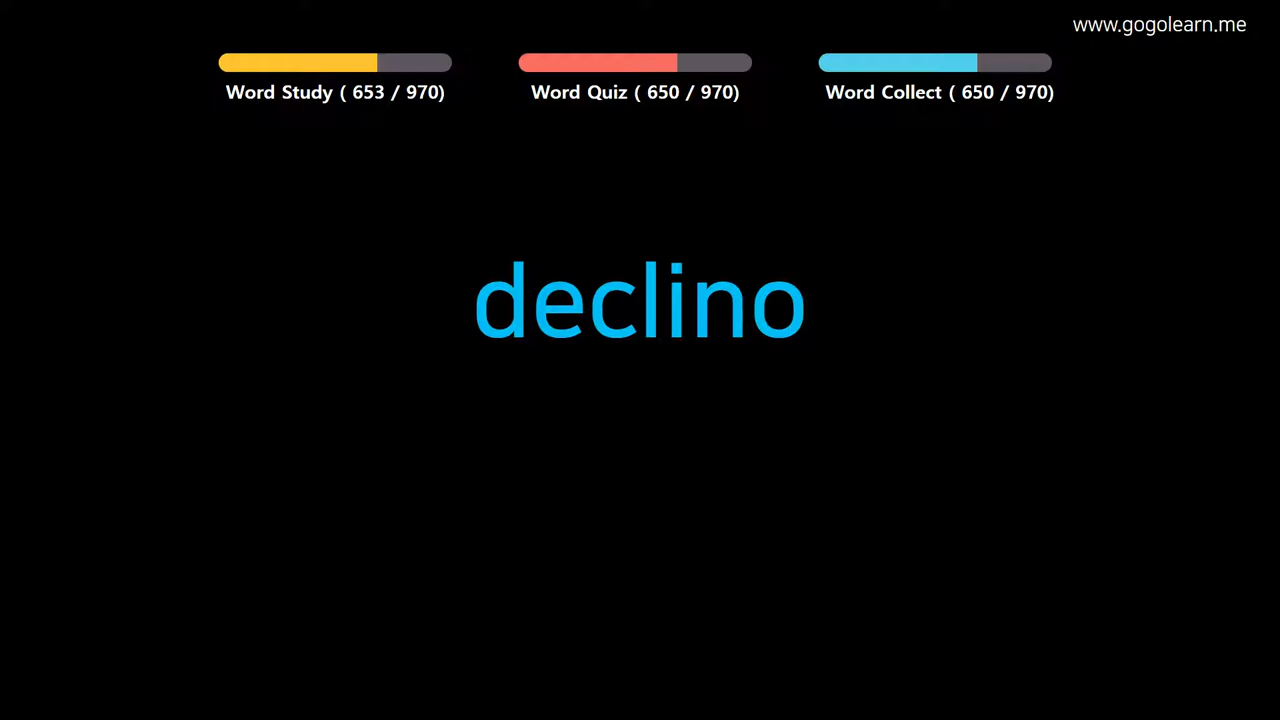 www.gogolearn.me
Word Study ( 653 / 970)
Word Quiz ( 650 / 970)
Word Collect ( 650 / 970)
declino